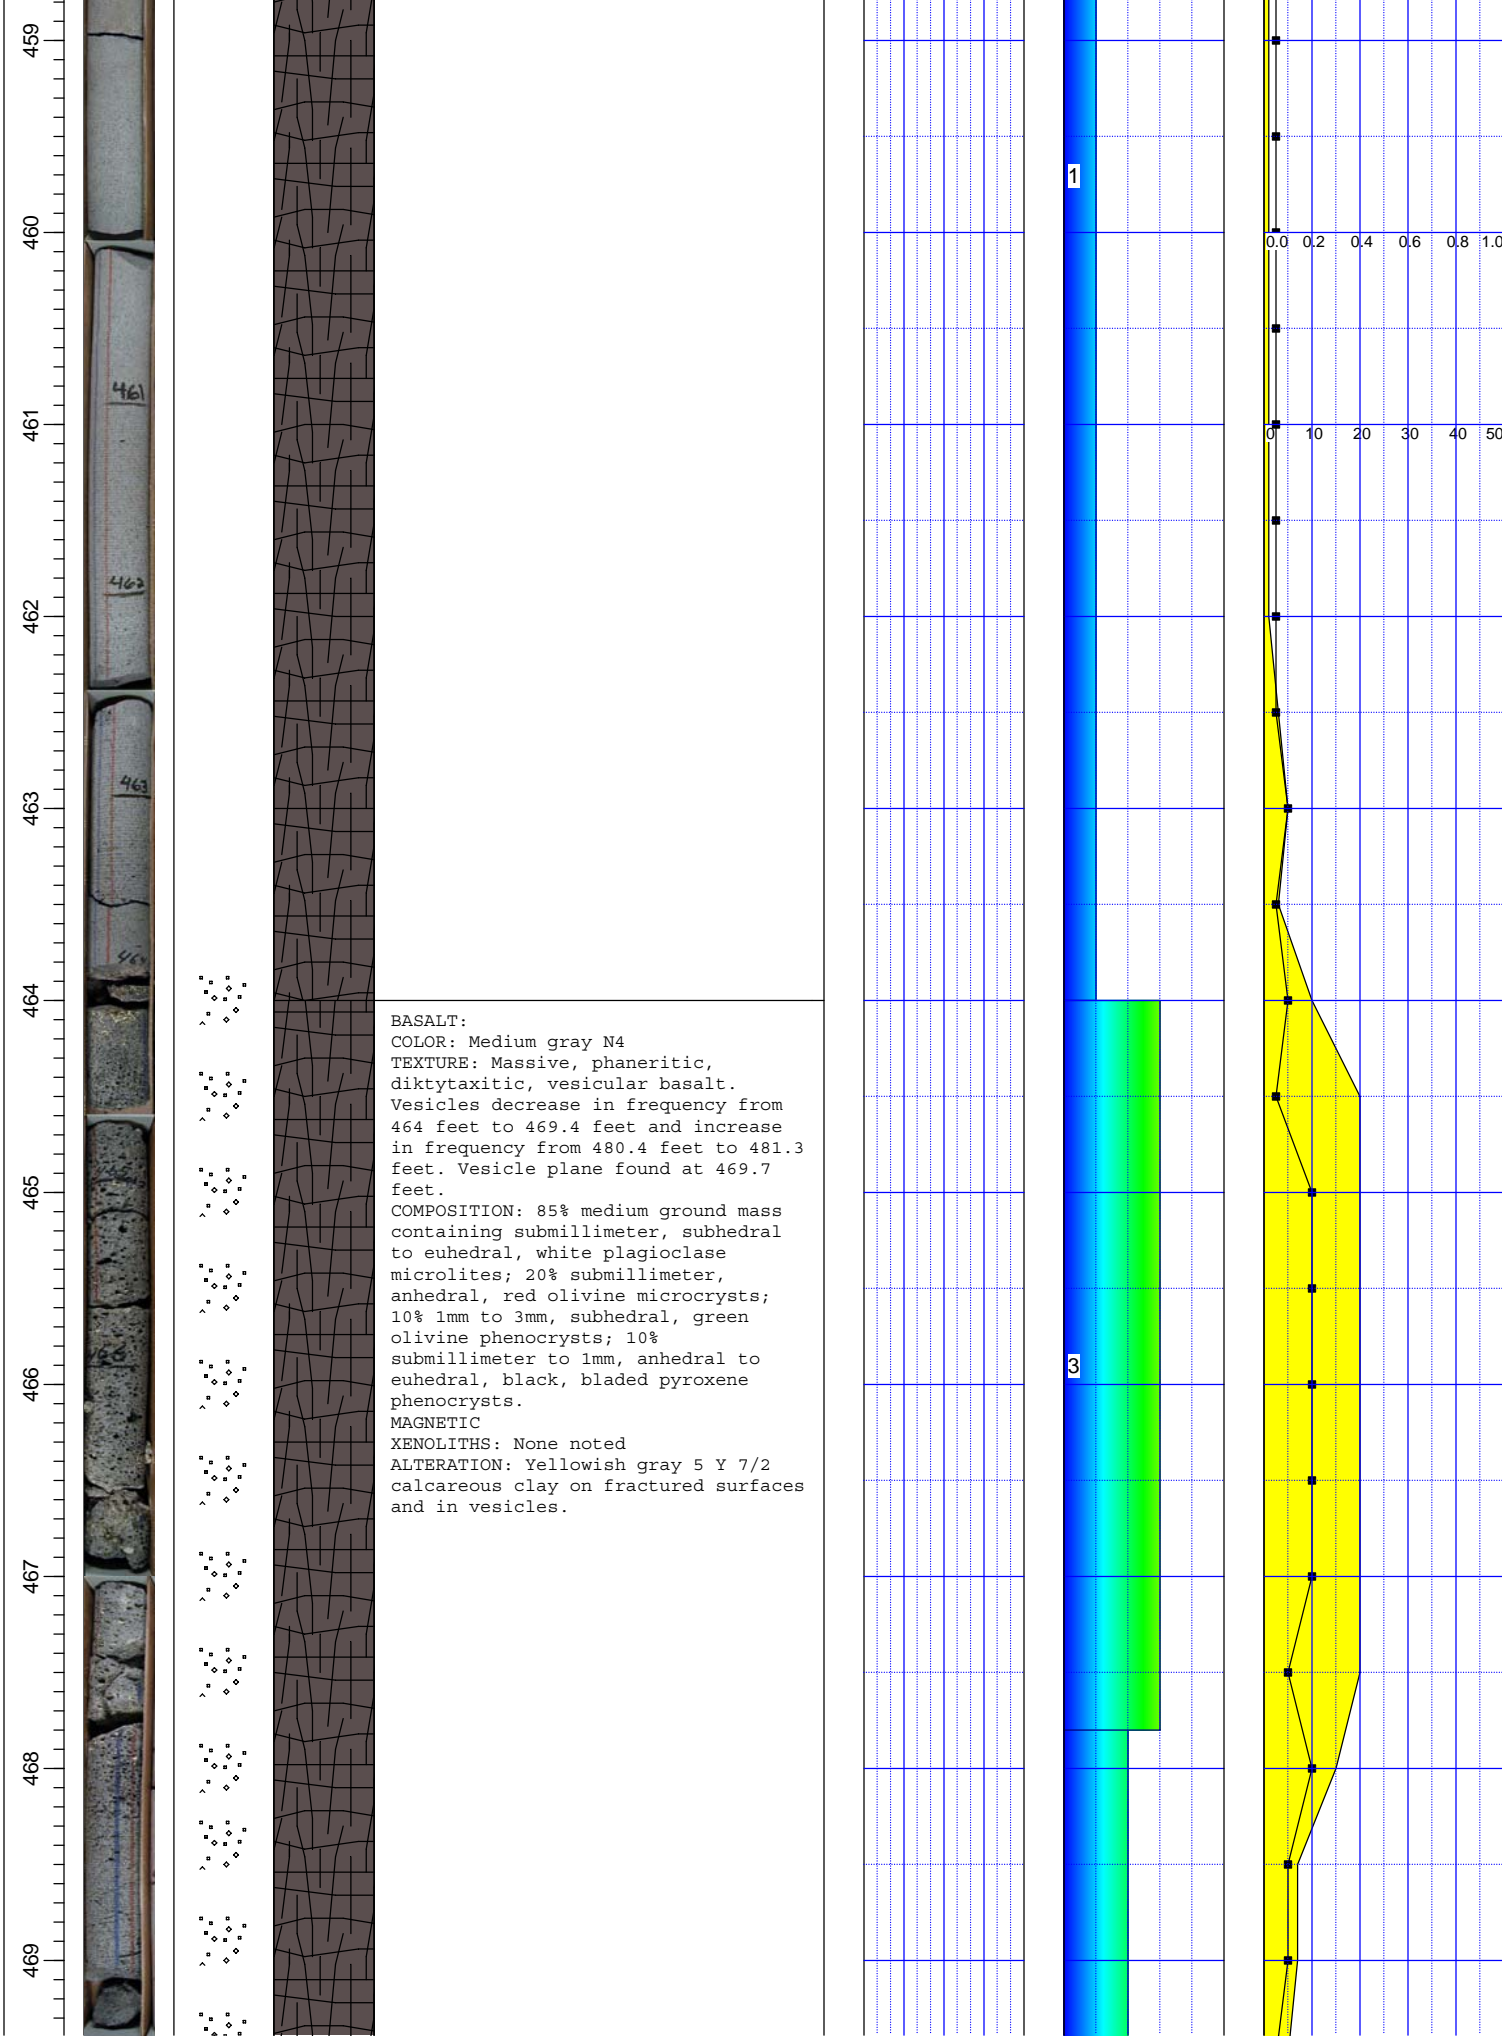 459
1
460
0.0 0.2 0.4 0.6 0.8 1.0
461
461
0 10 20 30 40 50
462
462
463
463
464
BASALT:
COLOR: Medium gray N4
TEXTURE: Massive, phaneritic,
diktytaxitic, vesicular basalt.
Vesicles decrease in frequency from
464 feet to 469.4 feet and increase
in frequency from 480.4 feet to 481.3
feet. Vesicle plane found at 469.7
feet.
COMPOSITION: 85% medium ground mass
containing submillimeter, subhedral
to euhedral, white plagioclase
microlites; 20% submillimeter,
anhedral, red olivine microcrysts;
10% 1mm to 3mm, subhedral, green
olivine phenocrysts; 10%
submillimeter to 1mm, anhedral to
euhedral, black, bladed pyroxene
phenocrysts.
MAGNETIC
XENOLITHS: None noted
ALTERATION: Yellowish gray 5 Y 7/2
calcareous clay on fractured surfaces
and in vesicles.
465
3
466
466
467
468
469